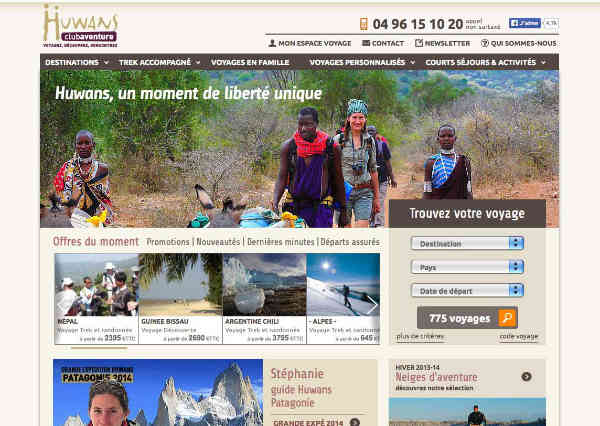 HUWANS
clubaventure
VOYAGES, DÉCOUVERTE, RENCONTRES
04 96 15 10 20 appel non surtaxé
J'aime 4.7k
MON ESPACE VOYAGE CONTACT NEWSLETTER QUI SOMMES-NOUS
DESTINATIONS TREK ACCOMPAGNÉ VOYAGES EN FAMILLE VOYAGES PERSONNALISÉS COURTS SÉJOURS & ACTIVITÉS
Huwans, un moment de liberté unique
Trouvez votre voyage
Destination
Pays
Date de départ
775 voyages
plus de critères code voyage
Offres du moment Promotions | Nouveautés | Dernières minutes | Départs assurés
NÉPAL GUINEE BISSAU ARGENTINE CHILI - ALPES -
Voyage Trek et randonnée Voyage Découverte Voyage Trek et randonnée Voyage Trek et rando
à partir de 2395 €TTC à partir de 2690 €TTC à partir de 3795 €TTC à partir de 645 €
GRANDE EXPEDITION HUWANS
PATAGONIE 2014
Stéphanie
guide Huwans
Patagonie
GRANDE EXPÉ 2014
HIVER 2013-14
Neiges d'aventure
découvrez notre sélection